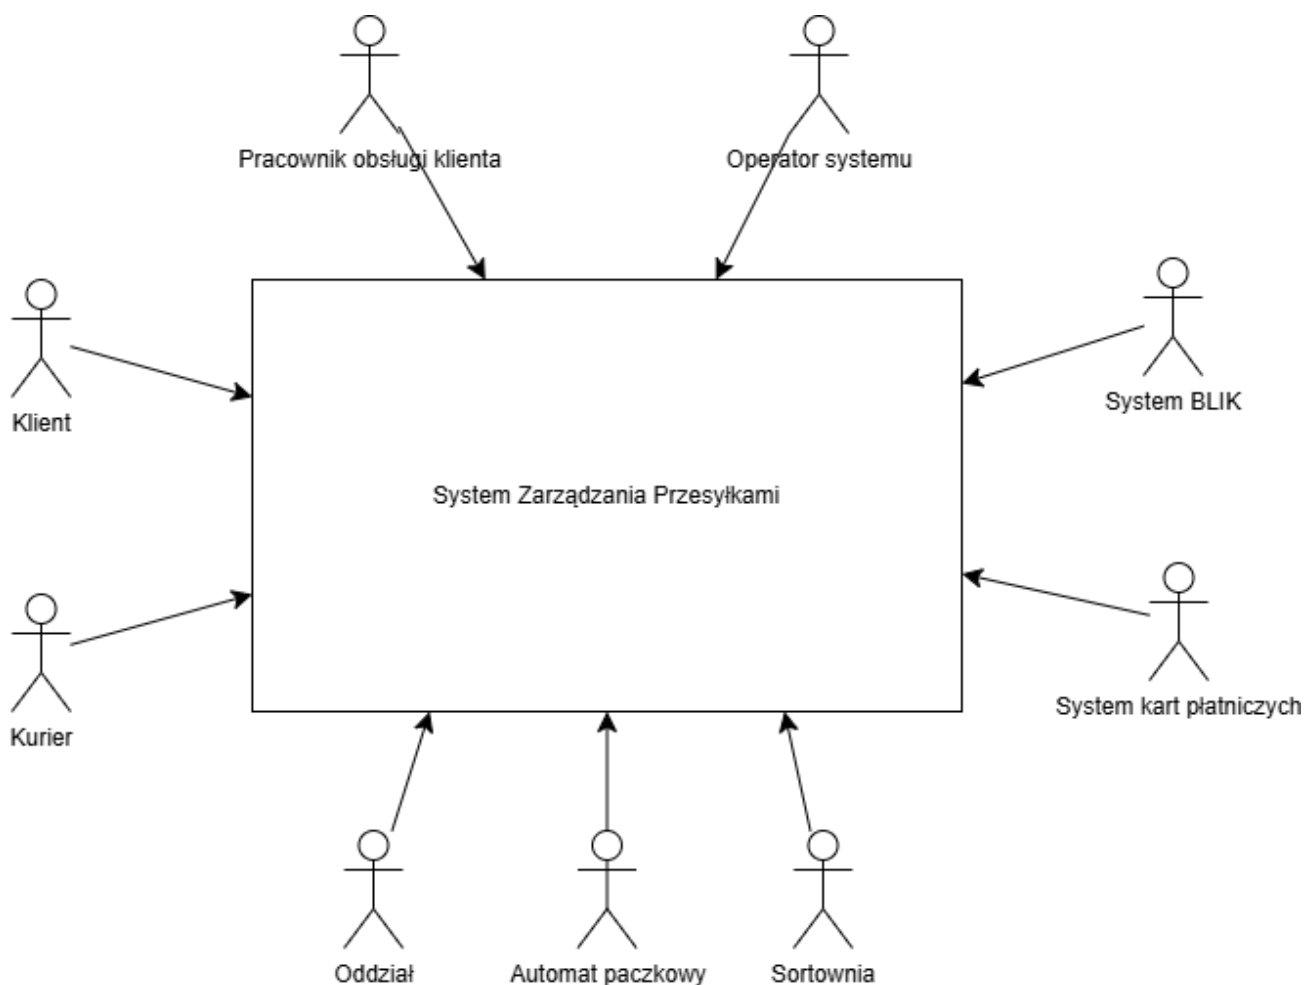 Pracownik obsługi klienta
Operator systemu
System BLIK
Klient
System Zarządzania Przesyłkami
System kart płatniczych
Kurier
Oddział
Automat paczkowy
Sortownia